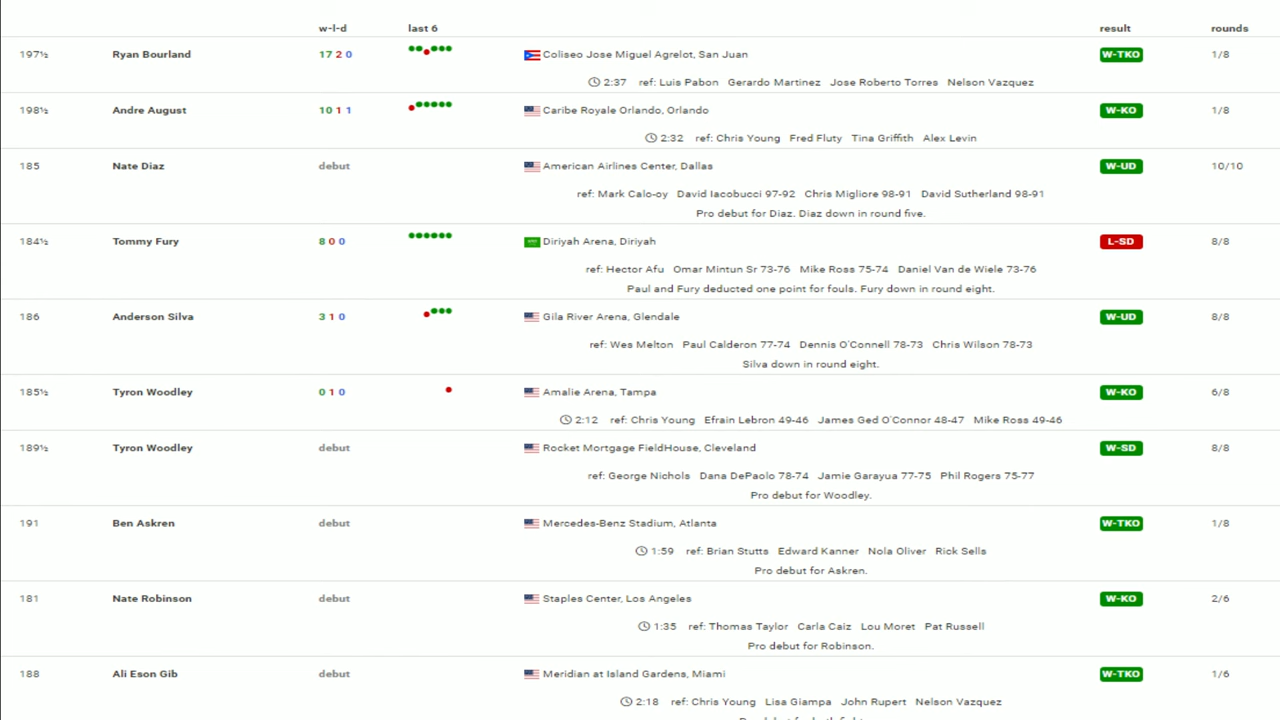 w-l-d last 6 result rounds
197½ Ryan Bourland 17 2 0 Coliseo Jose Miguel Agrelot, San Juan W-TKO 1/8
2:37 ref: Luis Pabon Gerardo Martinez Jose Roberto Torres Nelson Vazquez
198½ Andre August 10 1 1 Caribe Royale Orlando, Orlando W-KO 1/8
2:32 ref: Chris Young Fred Fluty Tina Griffith Alex Levin
185 Nate Diaz debut American Airlines Center, Dallas W-UD 10/10
ref: Mark Calo-oy David Iacobucci 97-92 Chris Migliore 98-91 David Sutherland 98-91
Pro debut for Diaz. Diaz down in round five.
184½ Tommy Fury 8 0 0 Diriyah Arena, Diriyah L-SD 8/8
ref: Hector Afu Omar Mintun Sr 73-76 Mike Ross 75-74 Daniel Van de Wiele 73-76
Paul and Fury deducted one point for fouls. Fury down in round eight.
186 Anderson Silva 3 1 0 Gila River Arena, Glendale W-UD 8/8
ref: Wes Melton Paul Calderon 77-74 Dennis O'Connell 78-73 Chris Wilson 78-73
Silva down in round eight.
185½ Tyron Woodley 0 1 0 Amalie Arena, Tampa W-KO 6/8
2:12 ref: Chris Young Efrain Lebron 49-46 James Ged O'Connor 48-47 Mike Ross 49-46
189½ Tyron Woodley debut Rocket Mortgage FieldHouse, Cleveland W-SD 8/8
ref: George Nichols Dana DePaolo 78-74 Jamie Garayua 77-75 Phil Rogers 75-77
Pro debut for Woodley.
191 Ben Askren debut Mercedes-Benz Stadium, Atlanta W-TKO 1/8
1:59 ref: Brian Stutts Edward Kanner Nola Oliver Rick Sells
Pro debut for Askren.
181 Nate Robinson debut Staples Center, Los Angeles W-KO 2/6
1:35 ref: Thomas Taylor Carla Caiz Lou Moret Pat Russell
Pro debut for Robinson.
188 Ali Eson Gib debut Meridian at Island Gardens, Miami W-TKO 1/6
2:18 ref: Chris Young Lisa Giampa John Rupert Nelson Vazquez